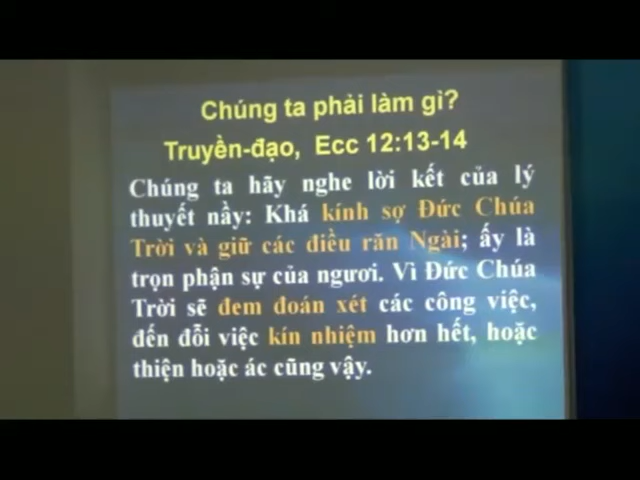 Chúng ta phải làm gì?
Truyền-đạo, Ecc 12:13-14
Chúng ta hãy nghe lời kết của lý
thuyết nầy: Khá kính sợ Đức Chúa
Trời và giữ các điều răn Ngài; ấy là
trọn phận sự của ngươi. Vì Đức Chúa
Trời sẽ đem đoán xét các công việc,
đến đỗi việc kín nhiệm hơn hết, hoặc
thiện hoặc ác cũng vậy.